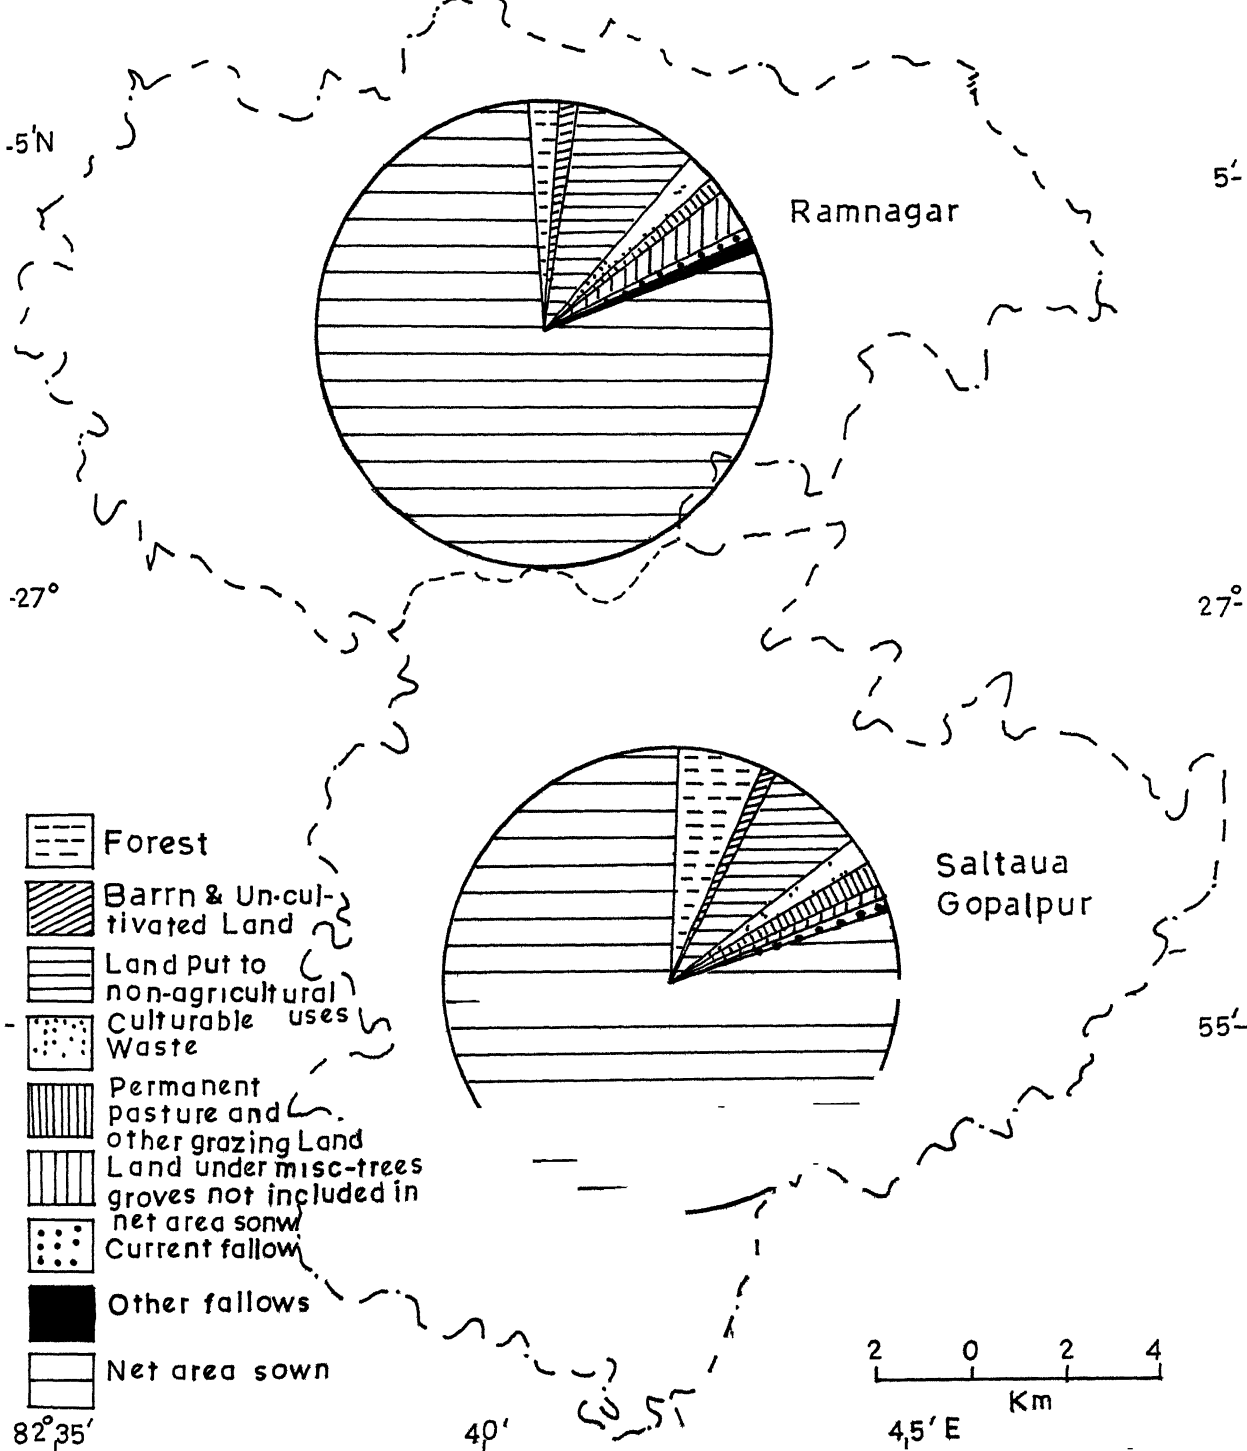 -5'N
5'-
Ramnagar
-27°
27°-
Saltaua
Gopalpur
Forest
Barrn & Un-cul-
tivated Land
Land put to
non-agricultural
uses
Culturable
Waste
55'-
Permanent
pasture and
other grazing Land
Land under misc-trees
groves not included in
net area sonw
Current fallow
Other fallows
Net area sown
2 0 2 4
Km
82°35' 40' 45' E